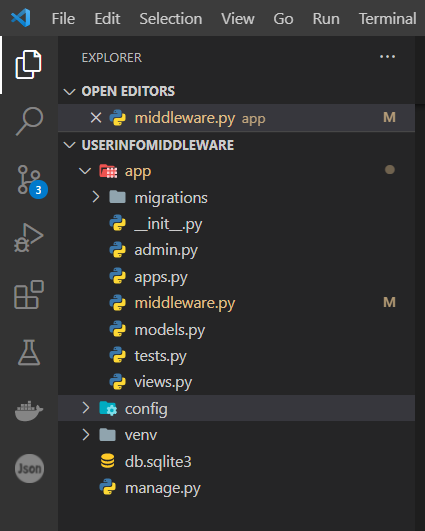 File Edit Selection View Go Run Terminal
EXPLORER ...
OPEN EDITORS
middleware.py app M
USERINFOMIDDLEWARE
app
migrations
__init__.py
admin.py
apps.py
middleware.py M
models.py
tests.py
views.py
config
venv
db.sqlite3
manage.py
3
Json